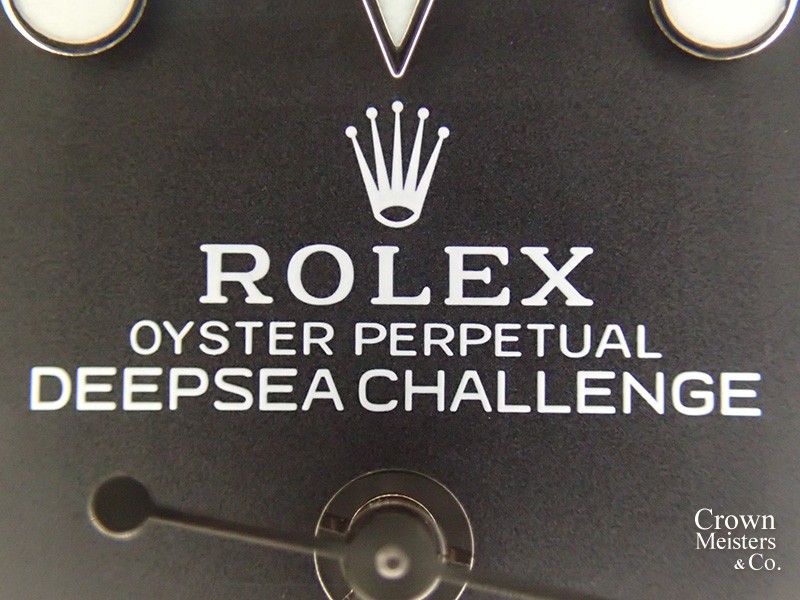 ROLEX
OYSTER PERPETUAL
DEEPSEA CHALLENGE
Crown
Meisters
& Co.